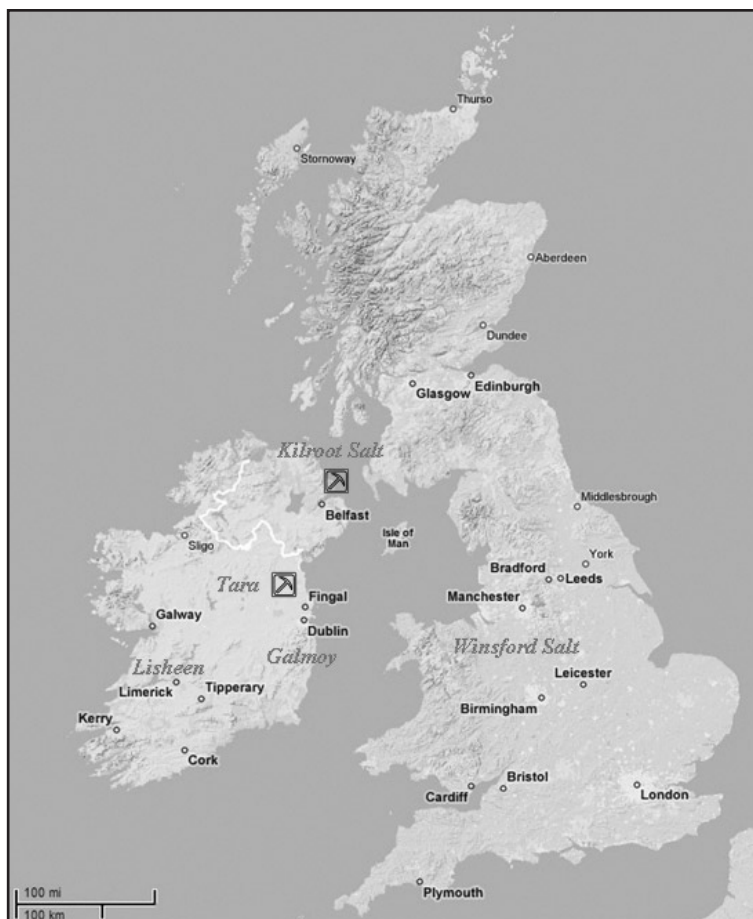 Thurso
Stornoway
Aberdeen
Dundee
Glasgow
Edinburgh
Kilroot Salt
Belfast
Middlesbrough
Isle of
Man
Sligo
York
Bradford
Leeds
Tara
Fingal
Manchester
Galway
Dublin
Galmoy
Winsford Salt
Lisheen
Leicester
Limerick
Tipperary
Birmingham
Kerry
Cork
Cardiff
Bristol
London
Plymouth
100 mi
100 km